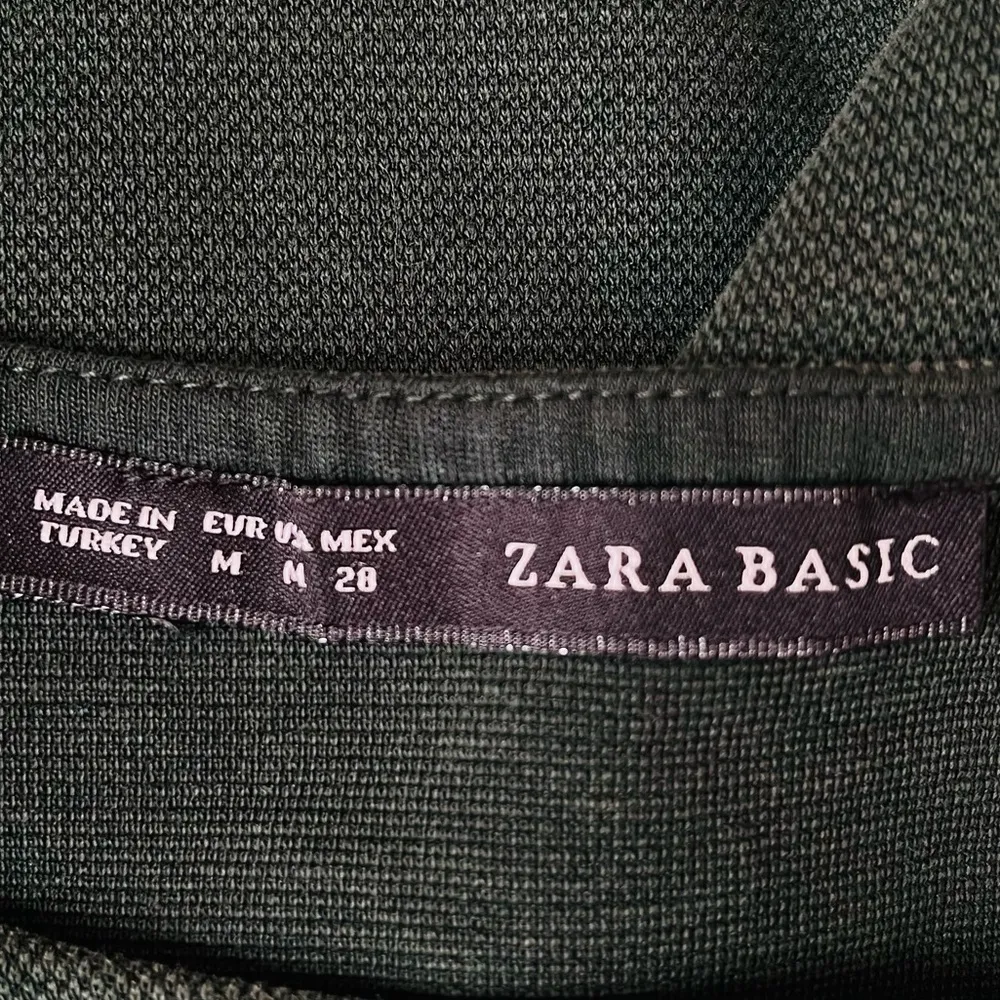 MADE IN EUR USA MEX
TURKEY M M 28
ZARA BASIC